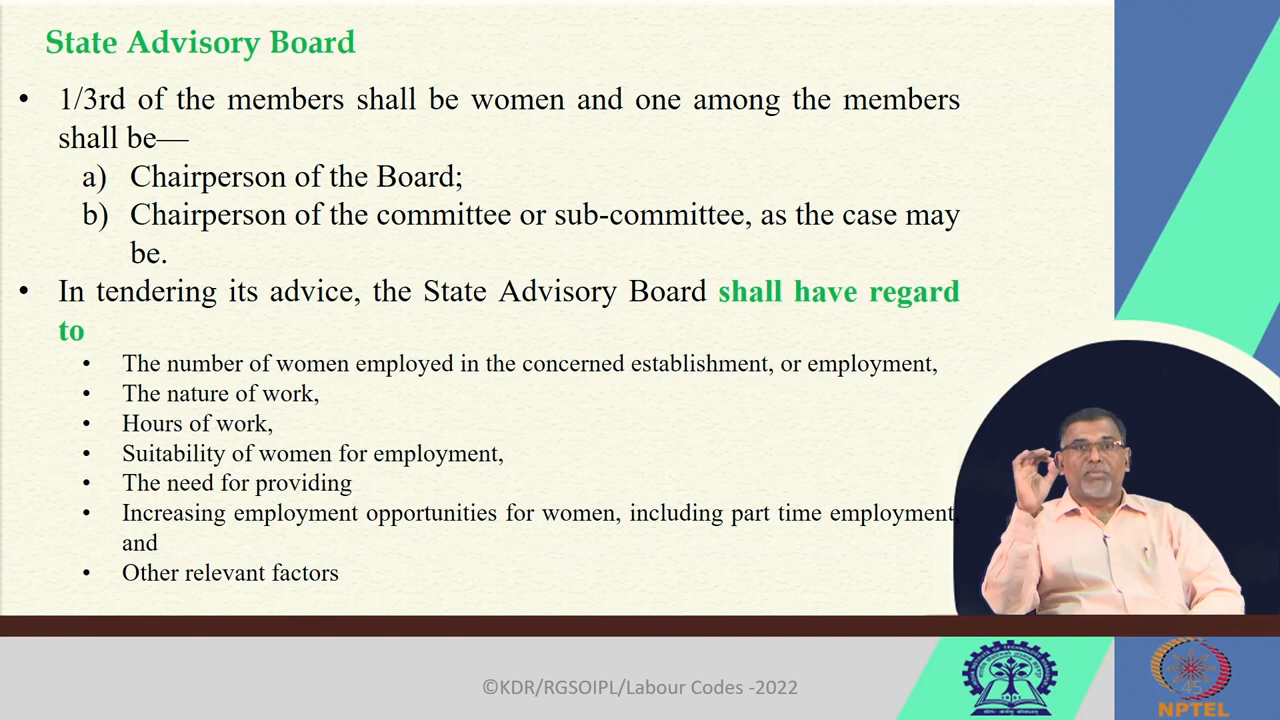 State Advisory Board
• 1/3rd of the members shall be women and one among the members
shall be—
a) Chairperson of the Board;
b) Chairperson of the committee or sub-committee, as the case may
be.
• In tendering its advice, the State Advisory Board shall have regard
to
• The number of women employed in the concerned establishment, or employment,
• The nature of work,
• Hours of work,
• Suitability of women for employment,
• The need for providing
• Increasing employment opportunities for women, including part time employment,
and
• Other relevant factors
©KDR/RGSOIPL/Labour Codes -2022
45
NPTEL